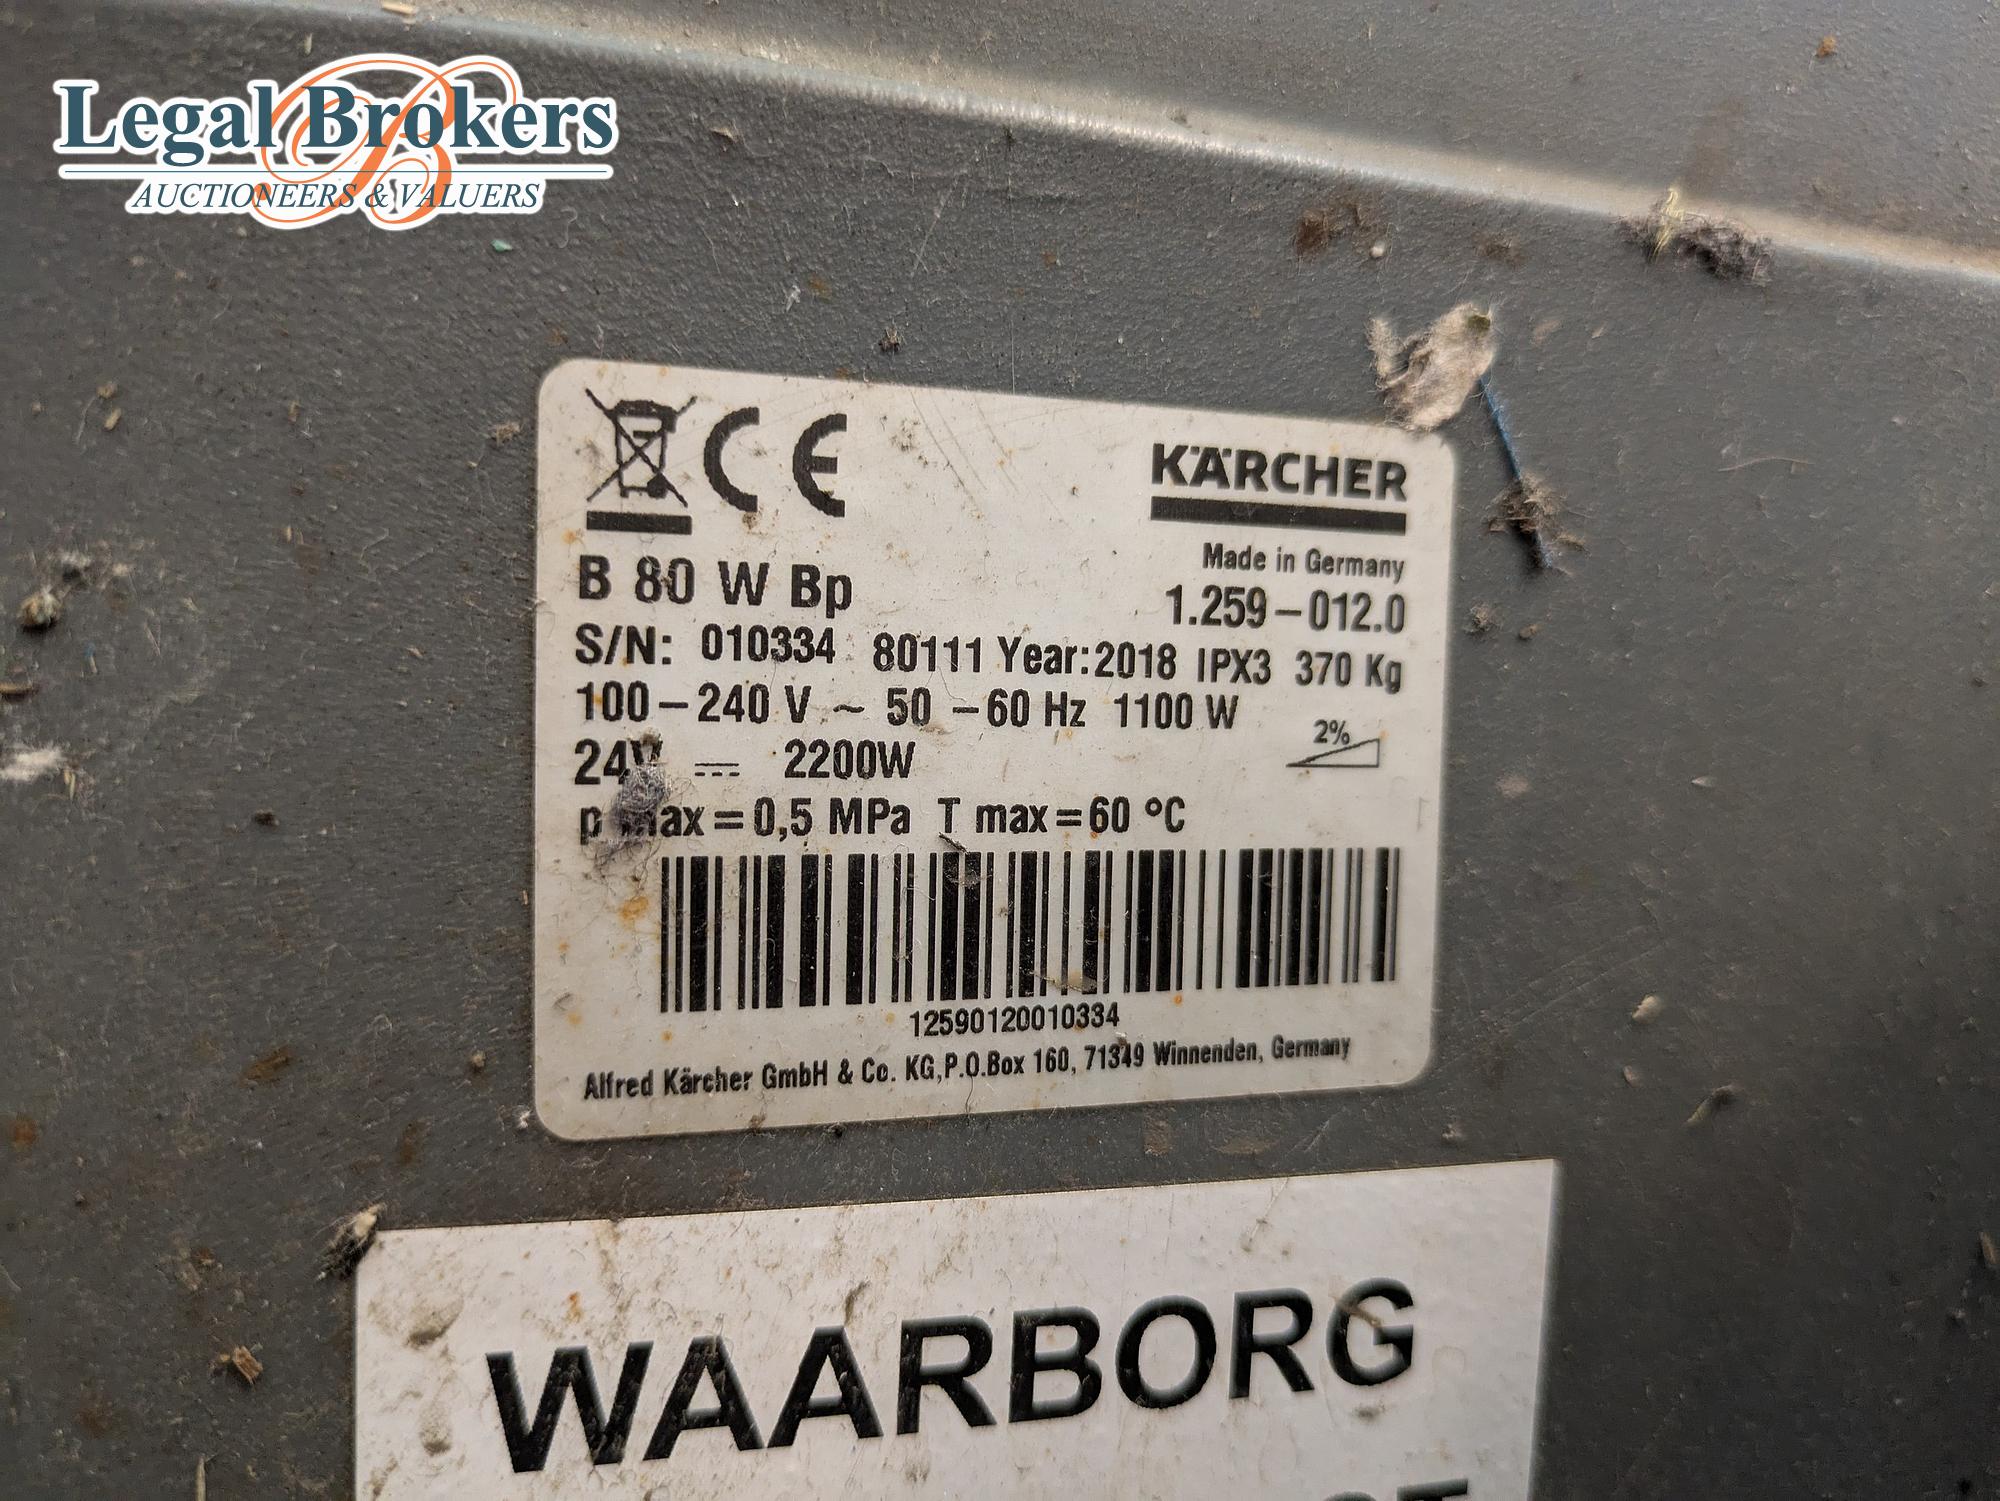 Legal Brokers
AUCTIONEERS & VALUERS
CE
KÄRCHER
Made in Germany
B 80 W Bp
1.259-012.0
S/N: 010334 80111 Year:2018 IPX3 370 Kg
100-240 V ~ 50 -60 Hz 1100 W
2%
24V ⎓ 2200W
p max=0,5 MPa T max=60 °C
12590120010334
Alfred Kärcher GmbH & Co. KG,P.O.Box 160, 71349 Winnenden, Germany
WAARBORG